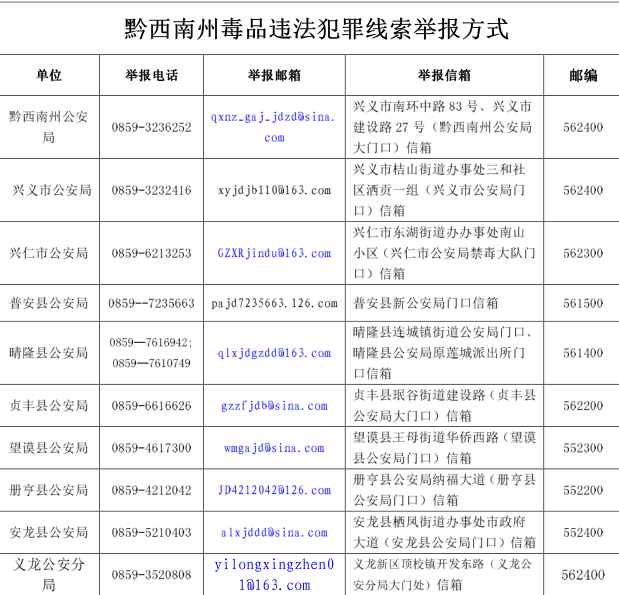 黔西南州毒品违法犯罪线索举报方式
单位 举报电话 举报邮箱 举报信箱 邮编
黔西南州公安
局
0859-3236252
qxnz_gaj_jdzd@sina.
com
兴义市南环中路 83 号、兴义市
建设路 27 号（黔西南州公安局
大门口）信箱
562400
兴义市公安局
0859-3232416
xyjdjb110@163.com
兴义市桔山街道办事处三和社
区洒贡一组（兴义市公安局门
口）信箱
562400
兴仁市公安局
0859-6213253
GZXRjindu@163.com
兴仁市东湖街道办办事处南山
小区（兴仁市公安局禁毒大队门
口）信箱
562300
普安县公安局
0859--7235663
pajd7235663.126.com
普安县新公安局门口信箱
561500
晴隆县公安局
0859—7616942;
0859—7610749
qlxjdgzdd@163.com
晴隆县连城镇街道公安局门口、
晴隆县公安局原莲城派出所门
口信箱
561400
贞丰县公安局
0859-6616626
gzzfjdb@sina.com
贞丰县珉谷街道建设路（贞丰县
公安局大门口）信箱
562200
望谟县公安局
0859-4617300
wmgajd@sina.com
望谟县王母街道华侨西路（望谟
县公安局门口）信箱
552300
册亨县公安局
0859-4212042
JD4212042@126.com
册亨县公安局纳福大道（册亨县
公安局门口）信箱
552200
安龙县公安局
0859-5210403
alxjddd@sina.com
安龙县栖凤街道办事处市政府
大道（安龙县公安局门口）信箱
552400
义龙公安分
局
0859-3520808
yilongxingzhen0
1@163.com
义龙新区顶校镇开发东路（义龙公
安分局大门处）信箱
562400